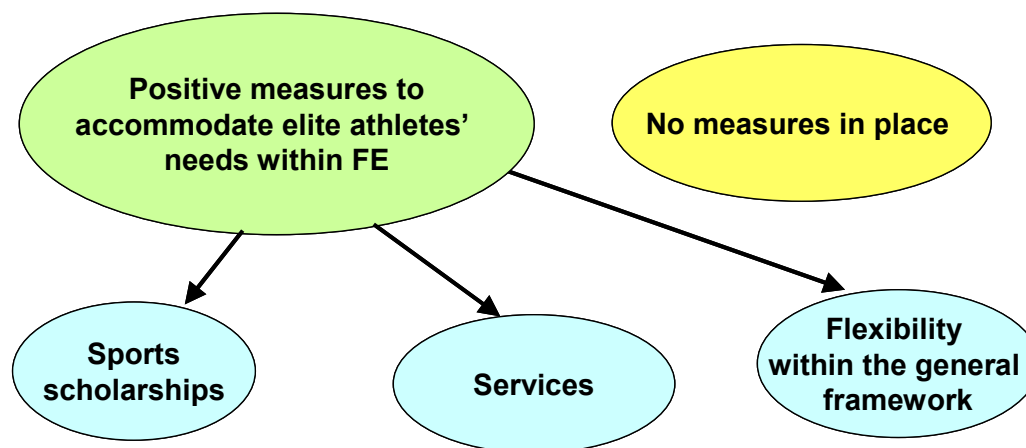 Positive measures to
accommodate elite athletes’
needs within FE
No measures in place
Sports
scholarships
Services
Flexibility
within the general
framework